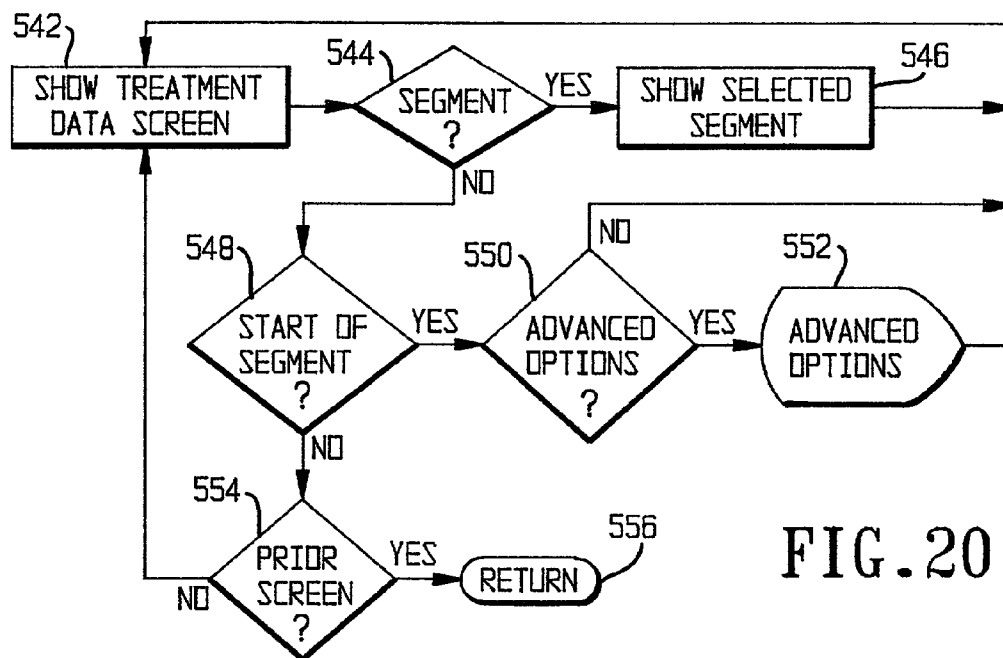 542
SHOW TREATMENT
DATA SCREEN
544
SEGMENT
?
YES
NO
SHOW SELECTED
SEGMENT
546
548
START OF
SEGMENT
?
YES
NO
550
ADVANCED
OPTIONS
?
NO
YES
552
ADVANCED
OPTIONS
554
PRIOR
SCREEN
?
NO
YES
RETURN
556
FIG.20